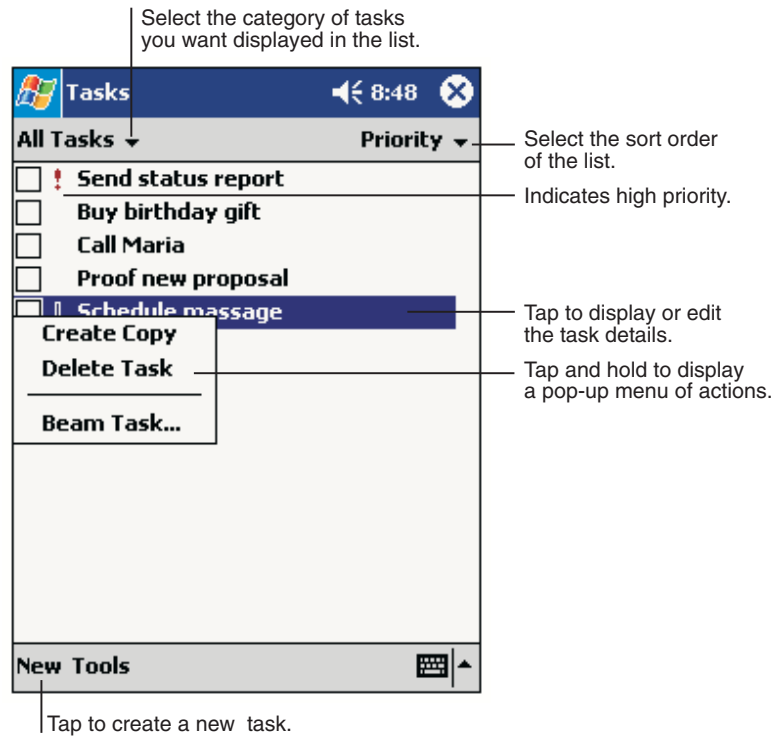 Select the category of tasks
you want displayed in the list.
Tasks 8:48
All Tasks Priority
Select the sort order
of the list.
! Send status report
Indicates high priority.
Buy birthday gift
Call Maria
Proof new proposal
Schedule massage
Tap to display or edit
the task details.
Create Copy
Delete Task
Tap and hold to display
a pop-up menu of actions.
Beam Task...
New Tools
Tap to create a new task.